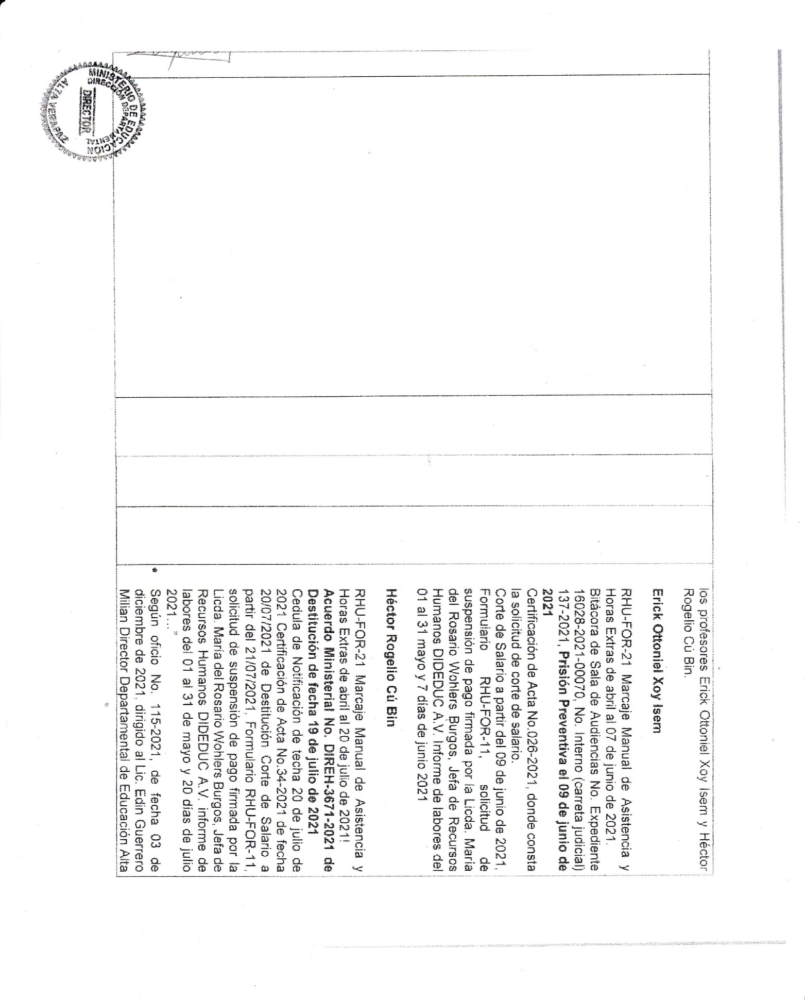 los profesores Erick Ottoniel Xoy Isem y Héctor
Rogelio Cú Bin.
Erick Ottoniel Xoy Isem
RHU-FOR-21 Marcaje Manual de Asistencia y
Horas Extras de abril al 07 de junio de 2021.
Bitácora de Sala de Audiencias No. Expediente
16028-2021-00070, No. Interno (carreta judicial)
137-2021, Prisión Preventiva el 09 de junio de
2021
Certificación de Acta No.026-2021, donde consta
la solicitud de corte de salario.
Corte de Salario a partir del 09 de junio de 2021,
Formulario RHU-FOR-11, solicitud de
suspensión de pago firmada por la Licda. María
del Rosario Wohlers Burgos, Jefa de Recursos
Humanos DIDEDUC A.V. Informe de labores del
01 al 31 mayo y 7 días de junio 2021
Héctor Rogelio Cú Bin
RHU-FOR-21 Marcaje Manual de Asistencia y
Horas Extras de abril al 20 de julio de 2021!
Acuerdo Ministerial No. DIREH-3671-2021 de
Destitución de fecha 19 de julio de 2021
Cedula de Notificación de fecha 20 de julio de
2021 Certificación de Acta No.34-2021 de fecha
20/07/2021 de Destitución Corte de Salario a
partir del 21/07/2021, Formulario RHU-FOR-11,
solicitud de suspensión de pago firmada por la
Licda. María del Rosario Wohlers Burgos, Jefa de
Recursos Humanos DIDEDUC A.V. informe de
labores del 01 al 31 de mayo y 20 días de julio
2021..."
• Según oficio No. 115-2021, de fecha 03 de
diciembre de 2021, dirigido al Lic. Edin Guerrero
Milian Director Departamental de Educación Alta
MINISTERIO DE EDUCACIÓN
DIRECCIÓN DEPARTAMENTAL
DIRECTOR
ALTA VERAPAZ